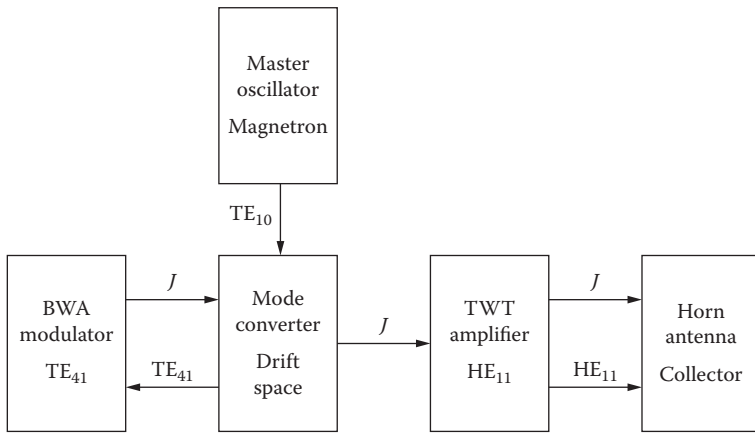 Master
oscillator
Magnetron
TE10
BWA
modulator
TE41
J
TE41
Mode
converter
Drift
space
J
TWT
amplifier
HE11
J
HE11
Horn
antenna
Collector